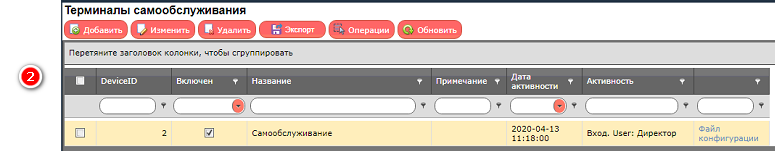 Терминалы самообслуживания
Добавить Изменить Удалить Экспорт Операции Обновить
Перетяните заголовок колонки, чтобы сгруппировать
2
DeviceID Включен Название Примечание Дата активности Активность
2 Самообслуживание 2020-04-13 11:18:00 Вход. User: Директор Файл конфигурации